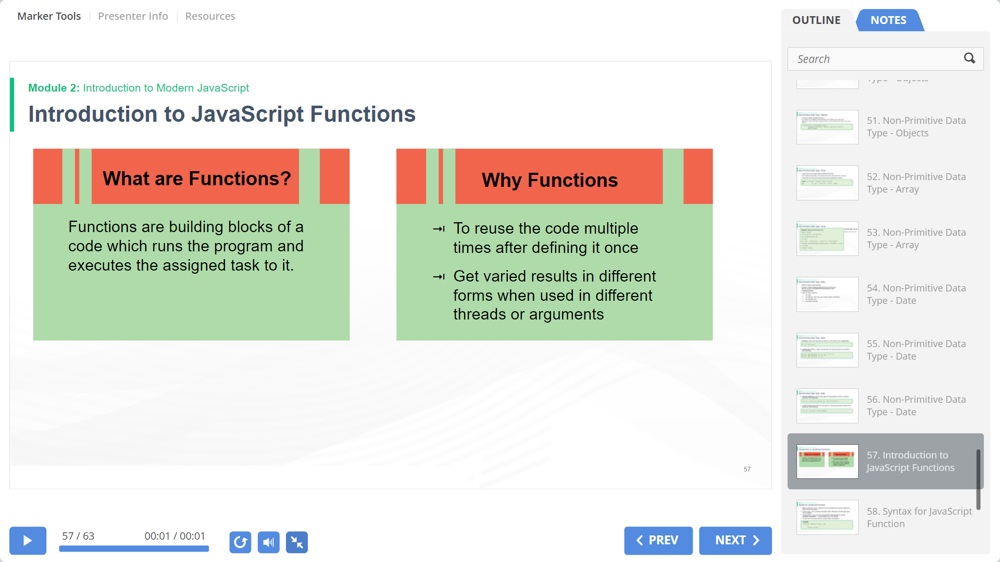 Marker Tools
Presenter Info
Resources
OUTLINE
NOTES
Search
Module 2: Introduction to Modern JavaScript
Introduction to JavaScript Functions
What are Functions?
Functions are building blocks of a
code which runs the program and
executes the assigned task to it.
Why Functions
To reuse the code multiple
times after defining it once
Get varied results in different
forms when used in different
threads or arguments
57
Type - Objects
51. Non-Primitive Data
Type - Objects
52. Non-Primitive Data
Type - Array
53. Non-Primitive Data
Type - Array
54. Non-Primitive Data
Type - Date
55. Non-Primitive Data
Type - Date
56. Non-Primitive Data
Type - Date
57. Introduction to
JavaScript Functions
58. Syntax for JavaScript
Function
57 / 63
00:01 / 00:01
PREV
NEXT